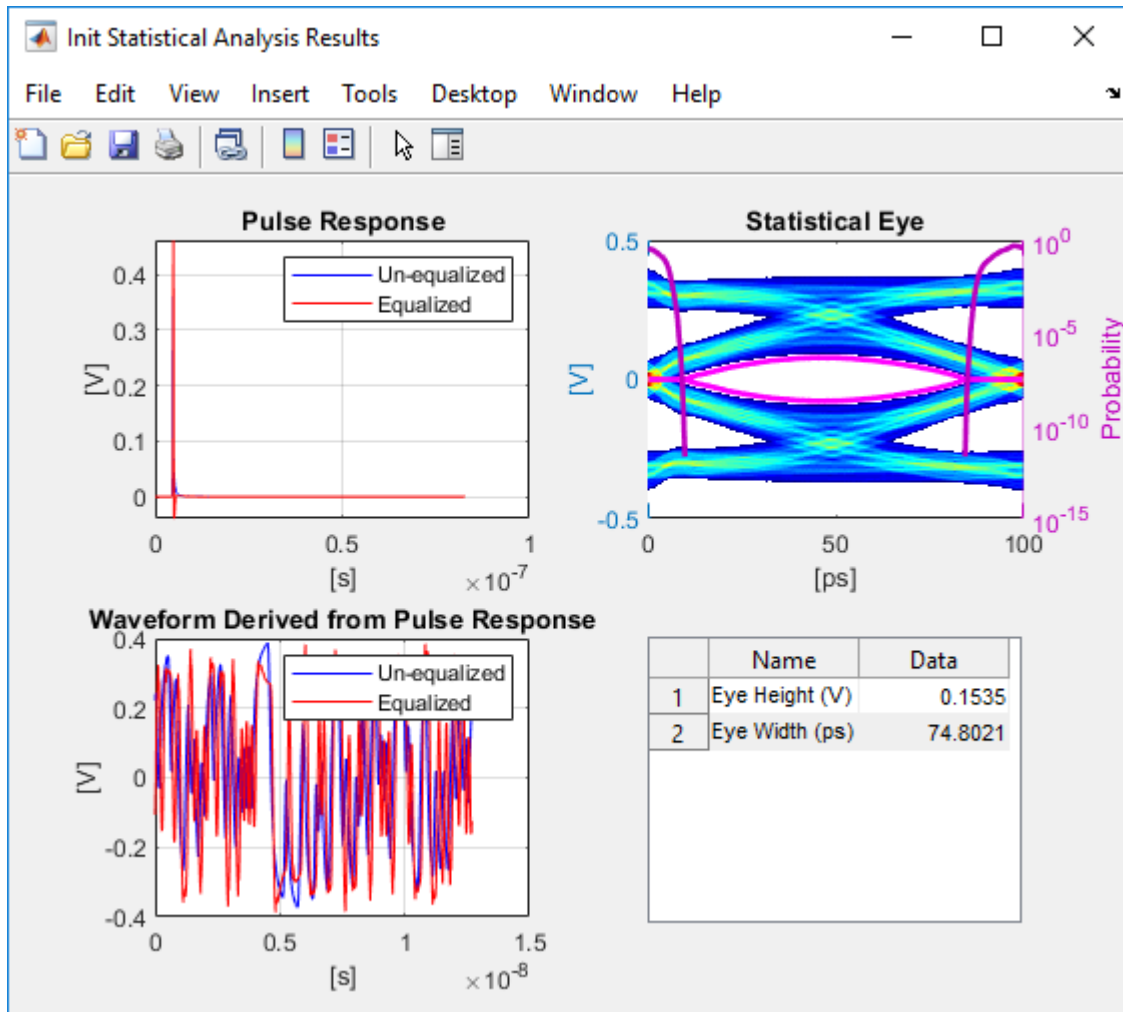 Init Statistical Analysis Results
File Edit View Insert Tools Desktop Window Help
Pulse Response
Un-equalized
Equalized
0.4
0.3
0.2
0.1
0
[V]
0 0.5 1
[s] ×10⁻⁷
Statistical Eye
0.5
0
-0.5
[V]
10⁰
10⁻⁵
10⁻¹⁰
10⁻¹⁵
Probability
0 50 100
[ps]
Waveform Derived from Pulse Response
Un-equalized
Equalized
0.4
0.2
0
-0.2
-0.4
[V]
0 0.5 1 1.5
[s] ×10⁻⁸
Name Data
1 Eye Height (V) 0.1535
2 Eye Width (ps) 74.8021